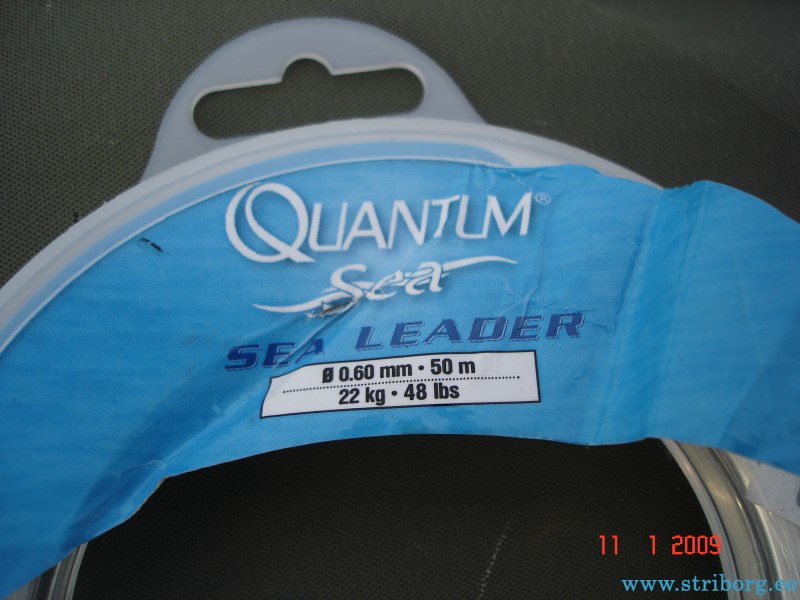 QUANTUM®
Sea
SEA LEADER
Ø 0.60 mm • 50 m
22 kg • 48 lbs
11 1 2009
www.striborg.ee